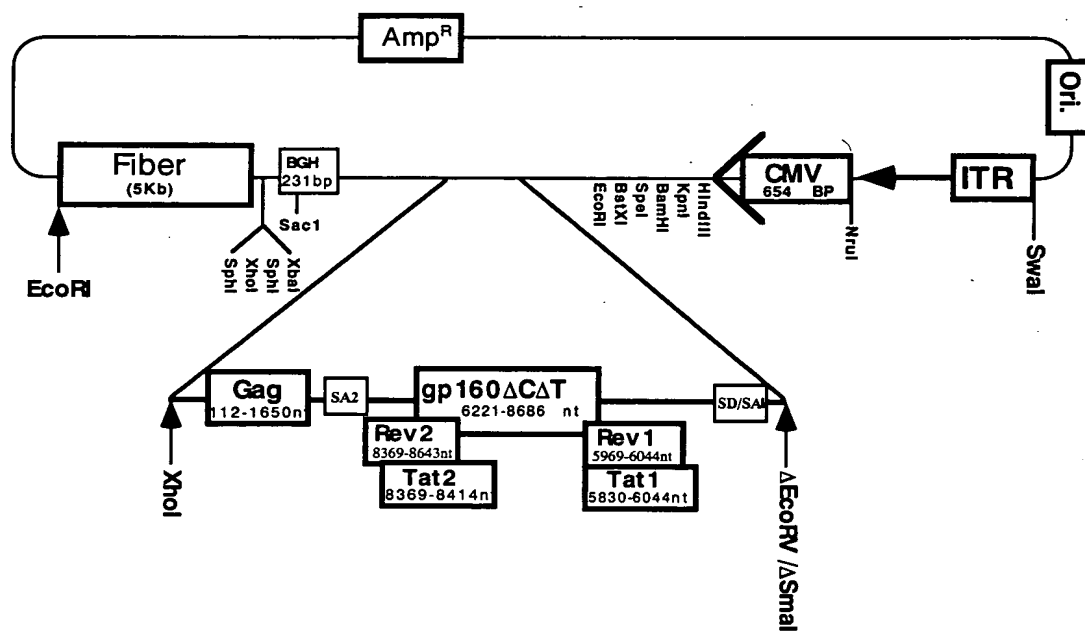 Amp^R
Ori.
Fiber
(5Kb)
BGH
231bp
CMV
654 BP
ITR
Sac1
SphI
XhoI
SphI
XbaI
EcoRI
BstXI
SpeI
BamHI
KpnI
HindIII
NruI
SwaI
EcoRI
Gag
112-1650nt
SA2
gp160ΔCΔT
6221-8686 nt
SD/SA
Rev2
8369-8643nt
Rev1
5969-6044nt
Tat2
8369-8414nt
Tat1
5830-6044nt
XhoI
ΔEcoRV /ΔSmaI